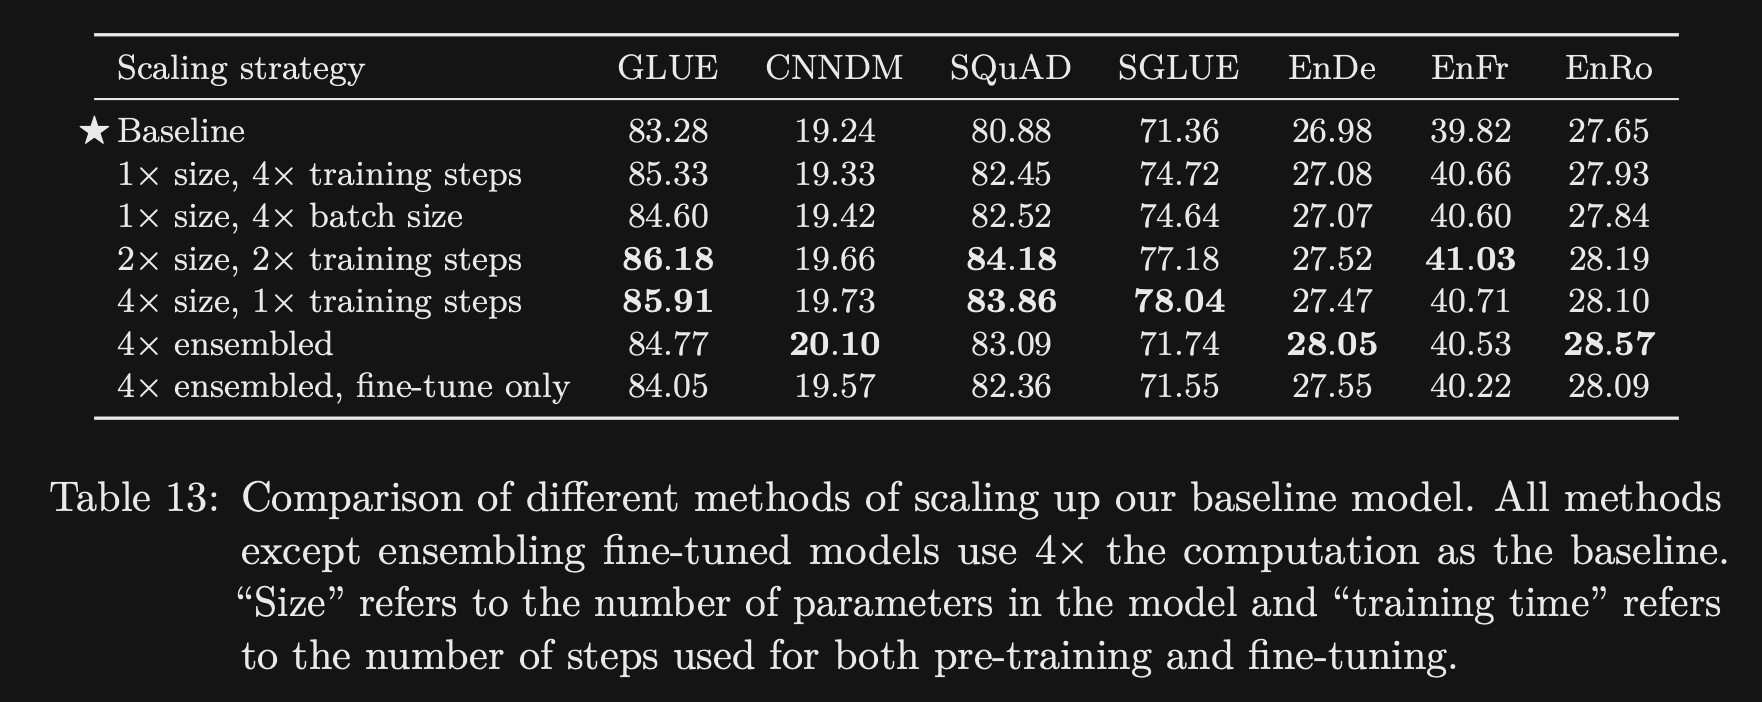 Scaling strategy GLUE CNNDM SQuAD SGLUE EnDe EnFr EnRo
★ Baseline 83.28 19.24 80.88 71.36 26.98 39.82 27.65
1× size, 4× training steps 85.33 19.33 82.45 74.72 27.08 40.66 27.93
1× size, 4× batch size 84.60 19.42 82.52 74.64 27.07 40.60 27.84
2× size, 2× training steps 86.18 19.66 84.18 77.18 27.52 41.03 28.19
4× size, 1× training steps 85.91 19.73 83.86 78.04 27.47 40.71 28.10
4× ensembled 84.77 20.10 83.09 71.74 28.05 40.53 28.57
4× ensembled, fine-tune only 84.05 19.57 82.36 71.55 27.55 40.22 28.09
Table 13: Comparison of different methods of scaling up our baseline model. All methods
except ensembling fine-tuned models use 4× the computation as the baseline.
“Size” refers to the number of parameters in the model and “training time” refers
to the number of steps used for both pre-training and fine-tuning.